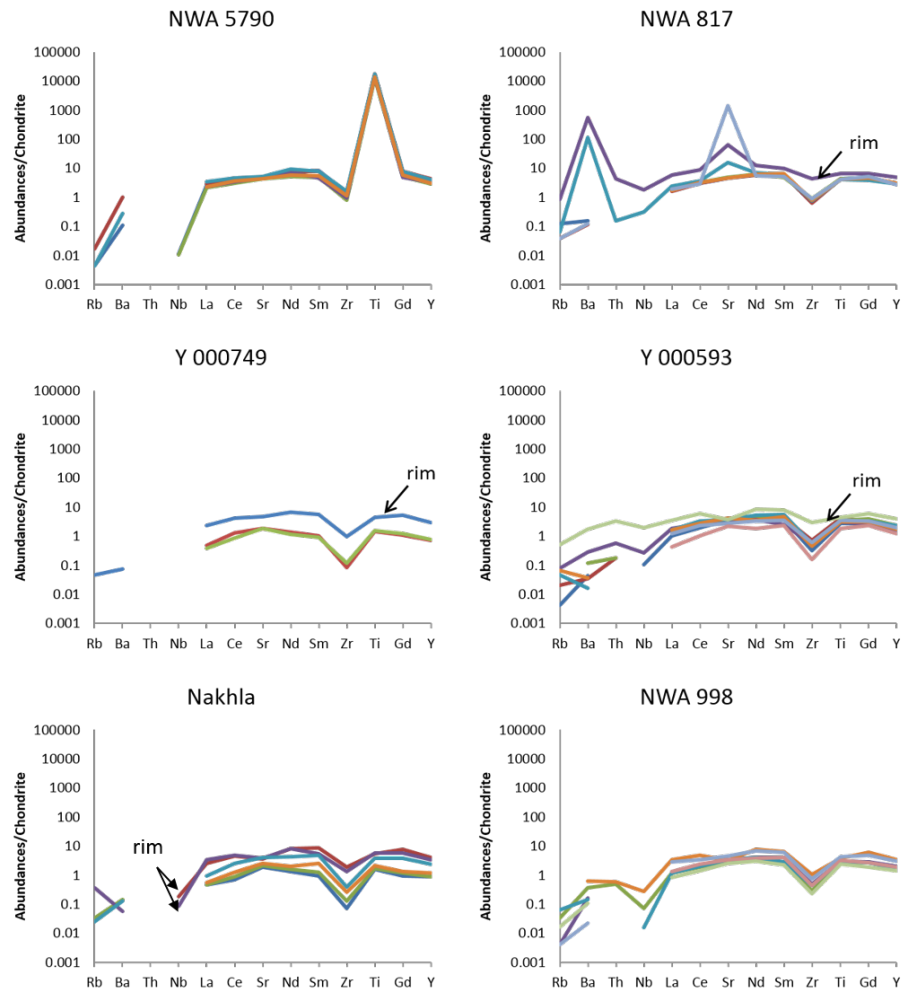 NWA 5790
NWA 817
100000
10000
1000
100
10
1
0.1
0.01
0.001
Abundances/Chondrite
Rb Ba Th Nb La Ce Sr Nd Sm Zr Ti Gd Y
100000
10000
1000
100
10
1
0.1
0.01
0.001
Abundances/Chondrite
rim
Rb Ba Th Nb La Ce Sr Nd Sm Zr Ti Gd Y
Y 000749
Y 000593
100000
10000
1000
100
10
1
0.1
0.01
0.001
Abundances/Chondrite
rim
Rb Ba Th Nb La Ce Sr Nd Sm Zr Ti Gd Y
100000
10000
1000
100
10
1
0.1
0.01
0.001
Abundances/Chondrite
rim
Rb Ba Th Nb La Ce Sr Nd Sm Zr Ti Gd Y
Nakhla
NWA 998
100000
10000
1000
100
10
1
0.1
0.01
0.001
Abundances/Chondrite
rim
Rb Ba Th Nb La Ce Sr Nd Sm Zr Ti Gd Y
100000
10000
1000
100
10
1
0.1
0.01
0.001
Abundances/Chondrite
Rb Ba Th Nb La Ce Sr Nd Sm Zr Ti Gd Y